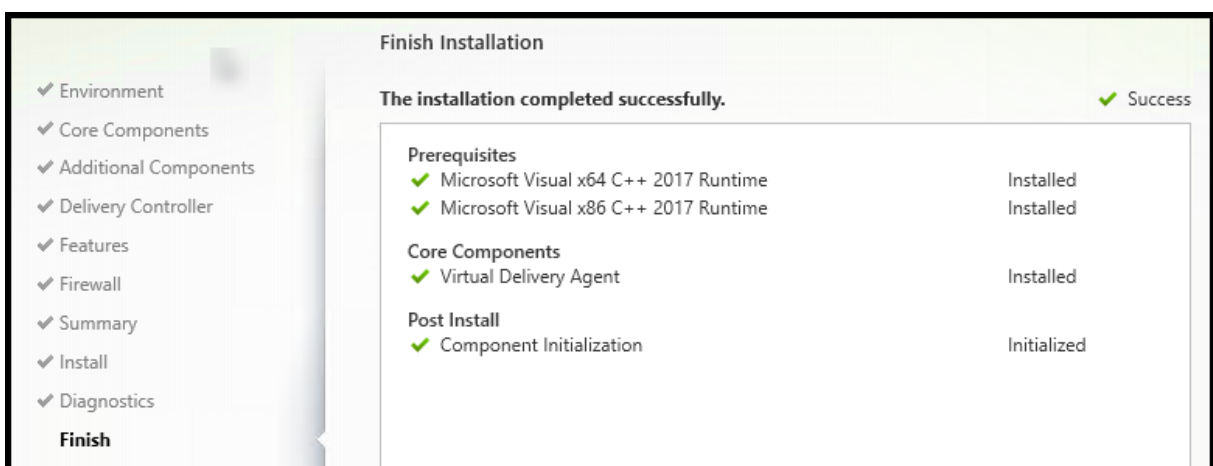 Finish Installation
Environment
Core Components
Additional Components
Delivery Controller
Features
Firewall
Summary
Install
Diagnostics
Finish
The installation completed successfully. Success
Prerequisites
Microsoft Visual x64 C++ 2017 Runtime Installed
Microsoft Visual x86 C++ 2017 Runtime Installed
Core Components
Virtual Delivery Agent Installed
Post Install
Component Initialization Initialized